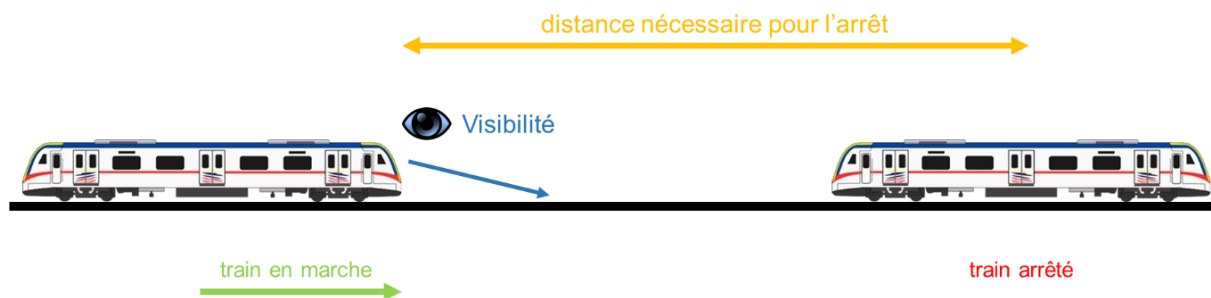 distance nécessaire pour l'arrêt
Visibilité
train en marche
train arrêté